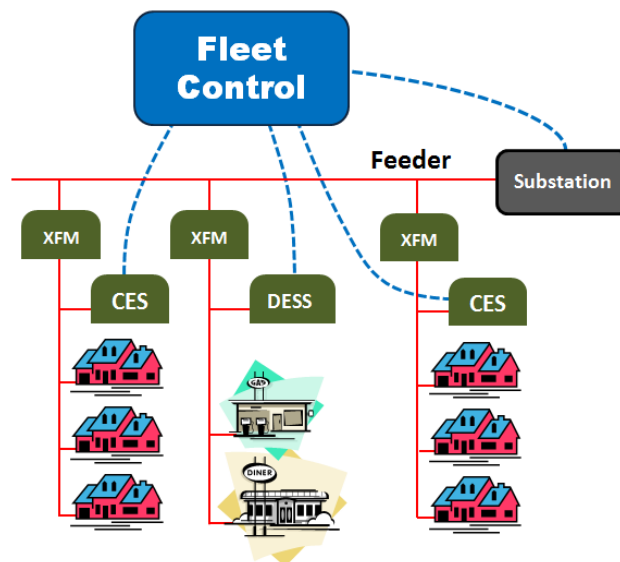 Fleet
Control
Feeder
Substation
XFM
XFM
XFM
CES
DESS
CES
GAS
DINER